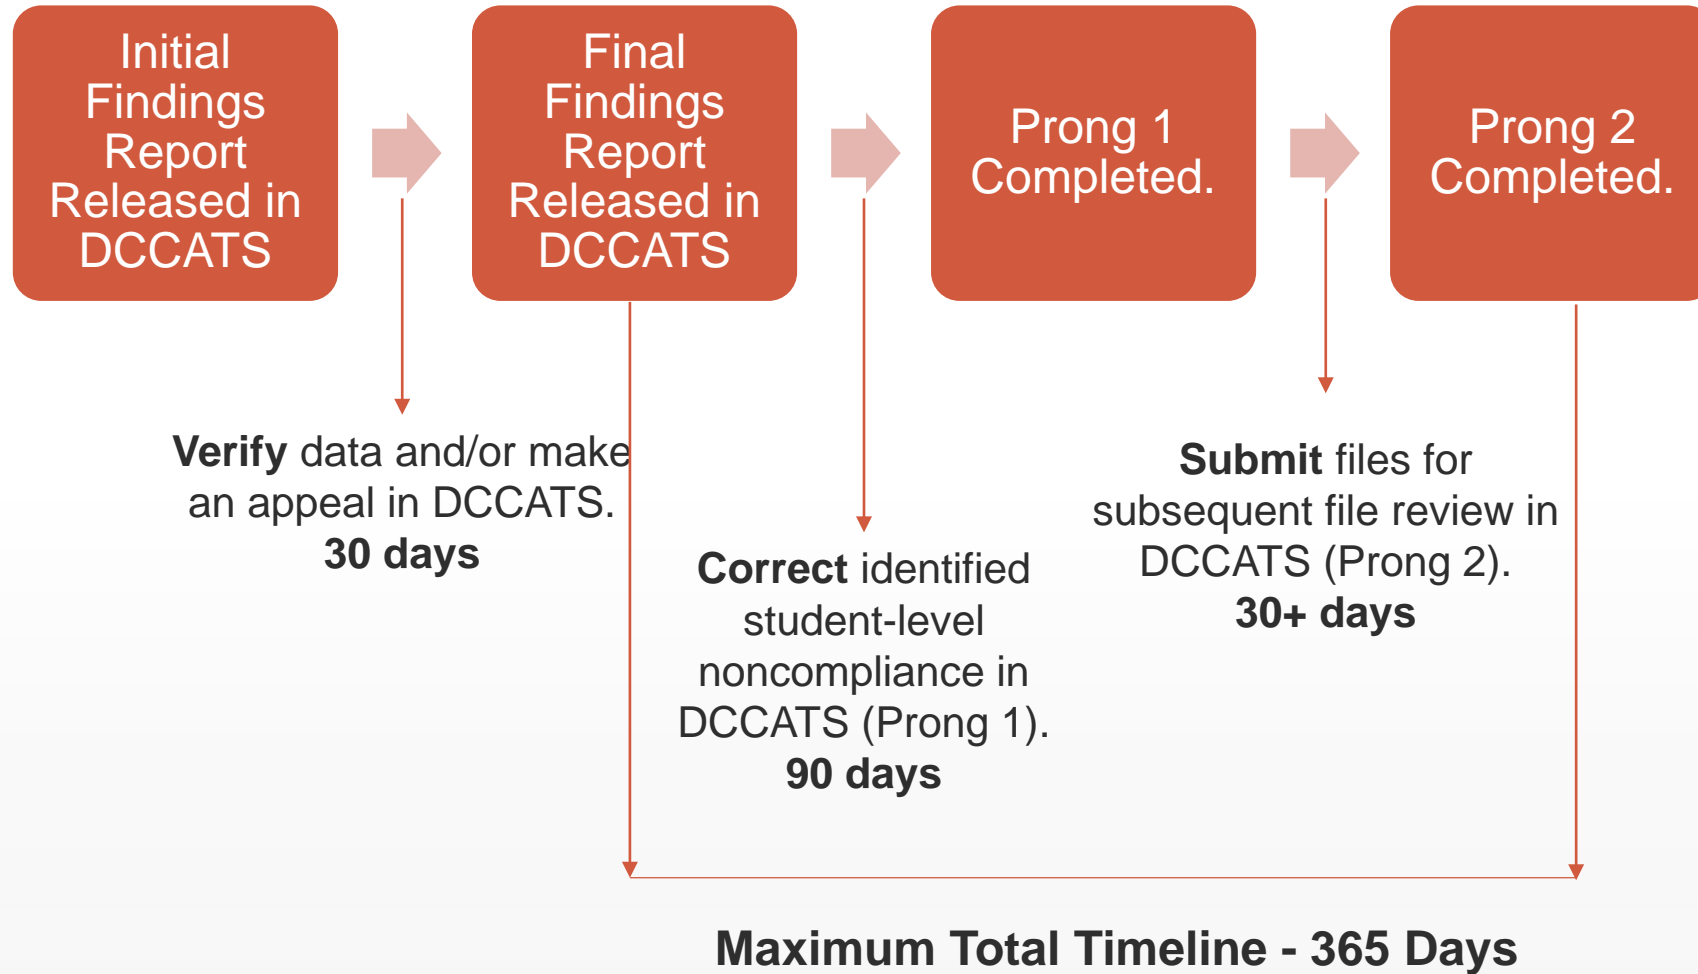 Initial
Findings
Report
Released in
DCCATS
Final
Findings
Report
Released in
DCCATS
Prong 1
Completed.
Prong 2
Completed.
Verify data and/or make
an appeal in DCCATS.
30 days
Correct identified
student-level
noncompliance in
DCCATS (Prong 1).
90 days
Submit files for
subsequent file review in
DCCATS (Prong 2).
30+ days
Maximum Total Timeline - 365 Days